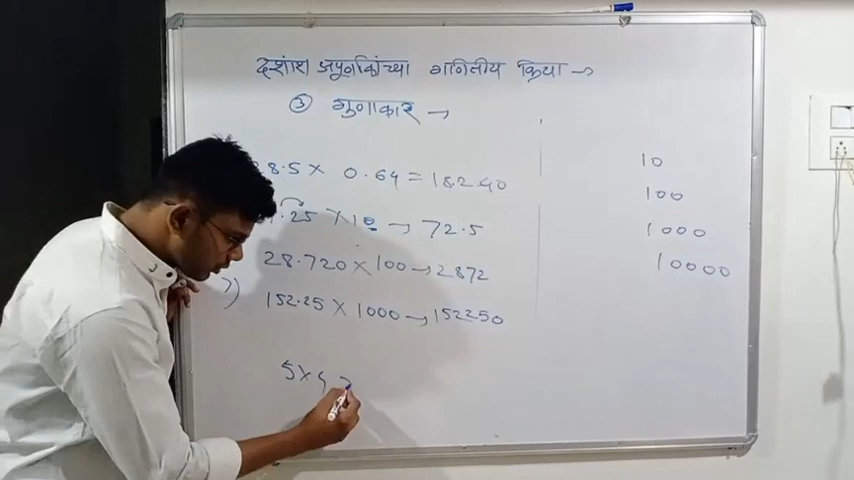 दशांश अपूर्णांकांच्या गणितीय क्रिया →
③ गुणाकार →
8.5 × 0.64 = 18.240
.25 × 10 → 72.5
28.720 × 100 → 2872
152.25 × 1000 → 152250
5 ×
10
100
1000
10000